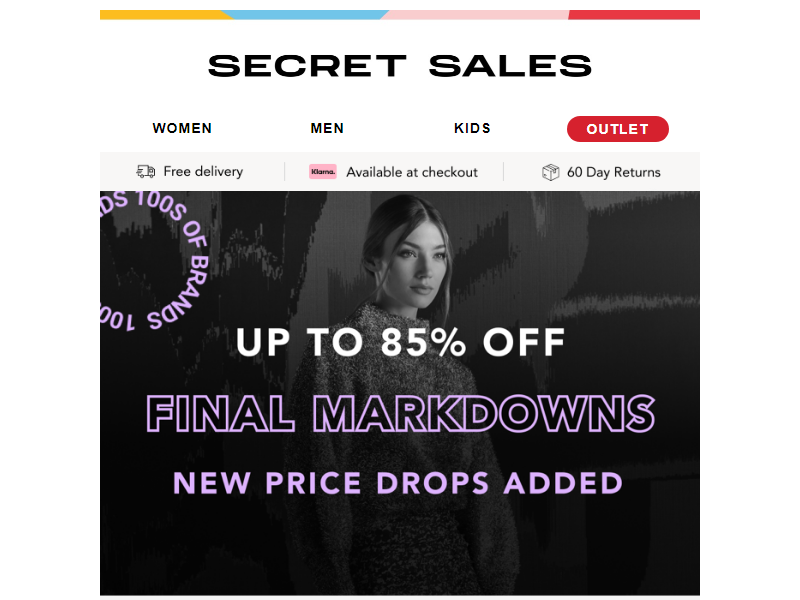 SECRET SALES
WOMEN MEN KIDS OUTLET
Free delivery Klarna. Available at checkout 60 Day Returns
DS 100S OF BRANDS 100
UP TO 85% OFF
FINAL MARKDOWNS
NEW PRICE DROPS ADDED